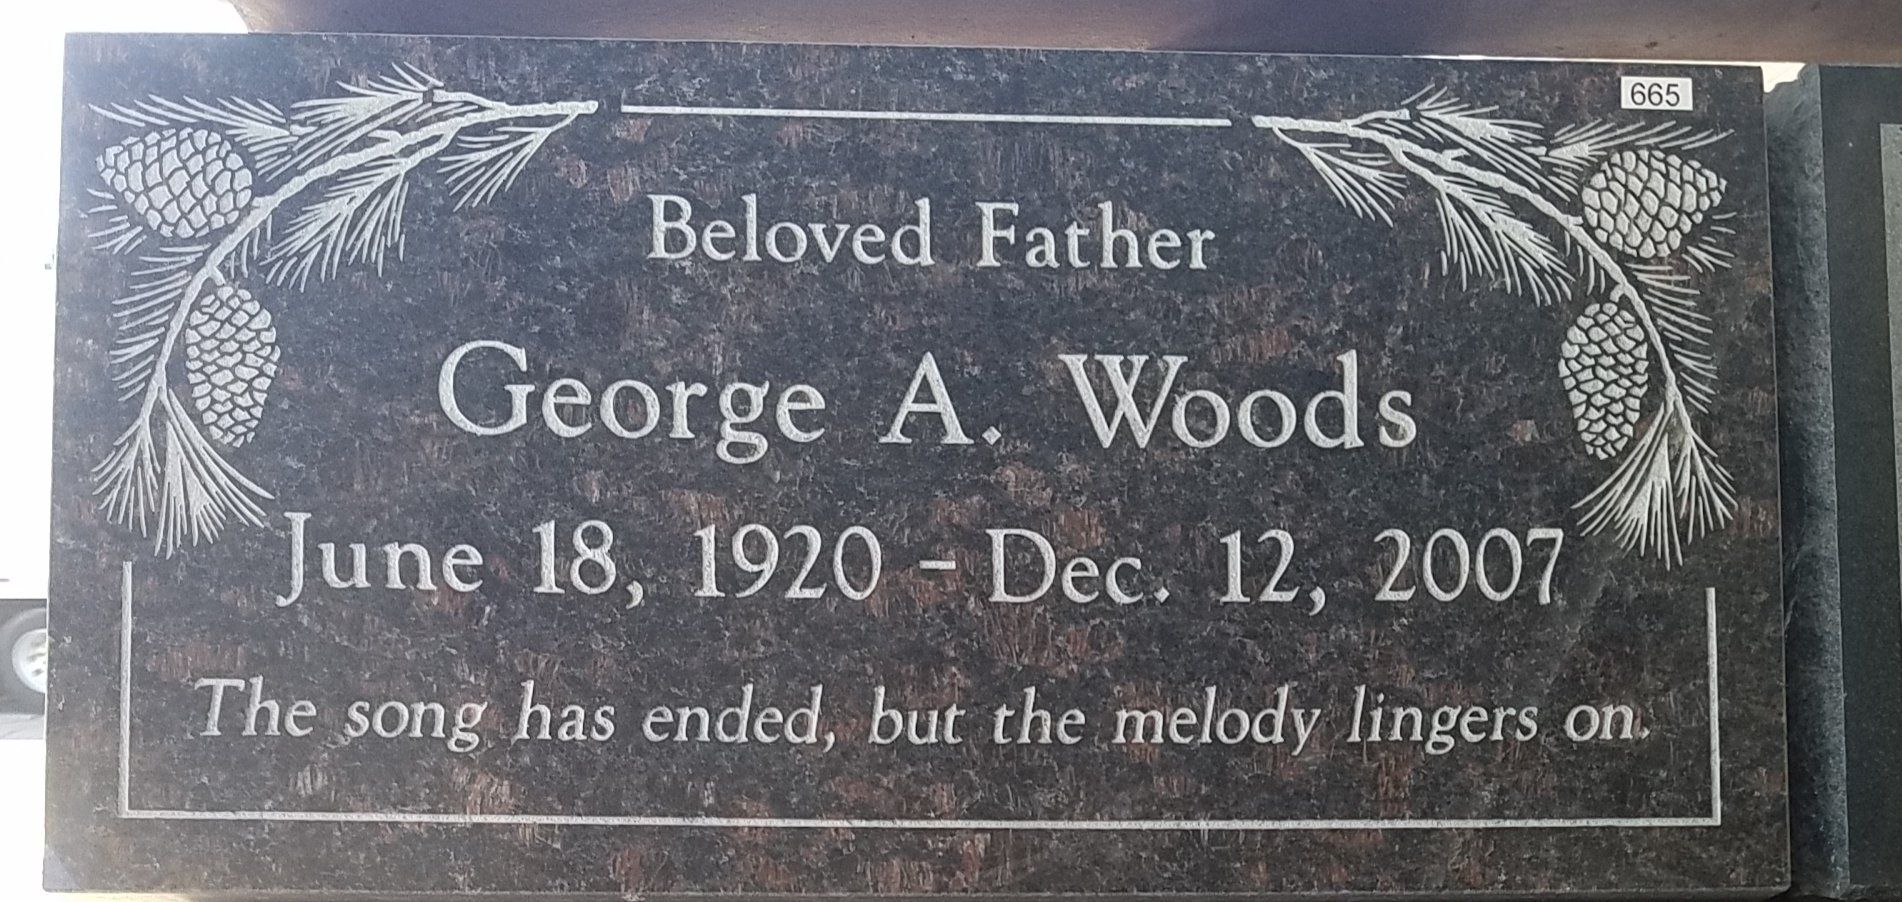 665
Beloved Father
George A. Woods
June 18, 1920 - Dec. 12, 2007
The song has ended, but the melody lingers on.